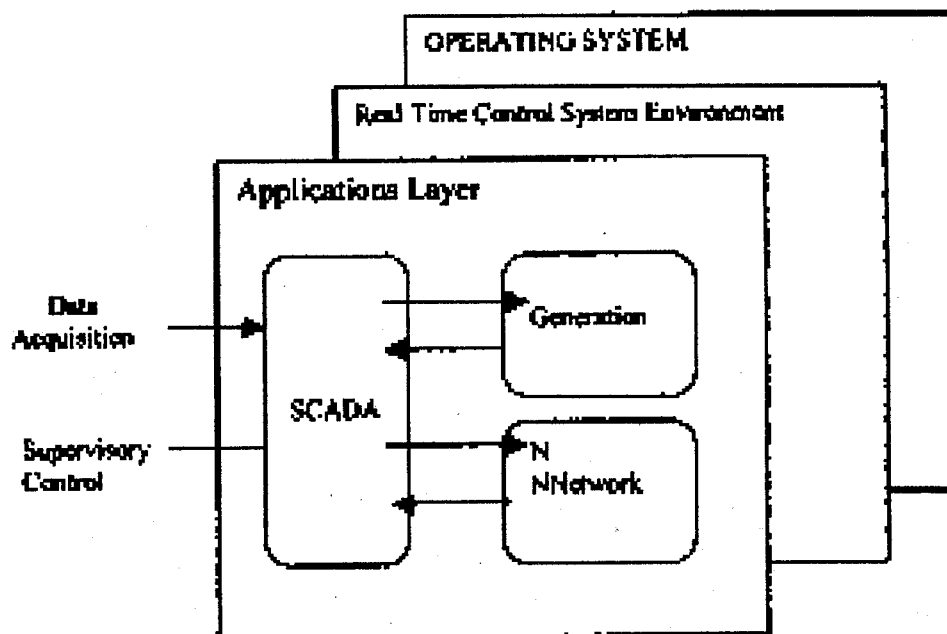 OPERATING SYSTEM
Real Time Control System Environment
Applications Layer
Data
Acquisition
Generation
SCADA
Supervisory
Control
N
NNetwork